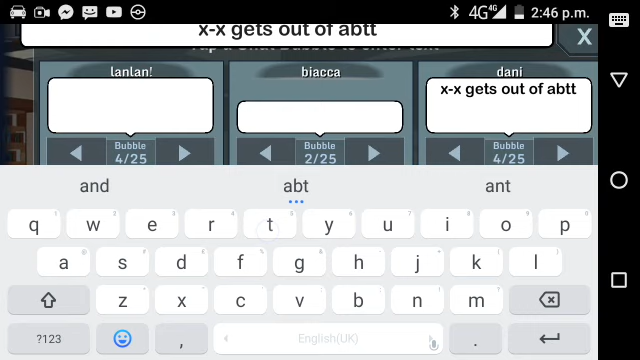 4G 2:46 p.m.
x-x gets out of abtt
Tap a Chat Bubble to enter text
X
lanlan! biacca dani
x-x gets out of abtt
Bubble Bubble Bubble
4/25 2/25 4/25
and abt ant
q w e r t y u i o p
a s d f g h j k l
z x c v b n m
?123 , English(UK) .